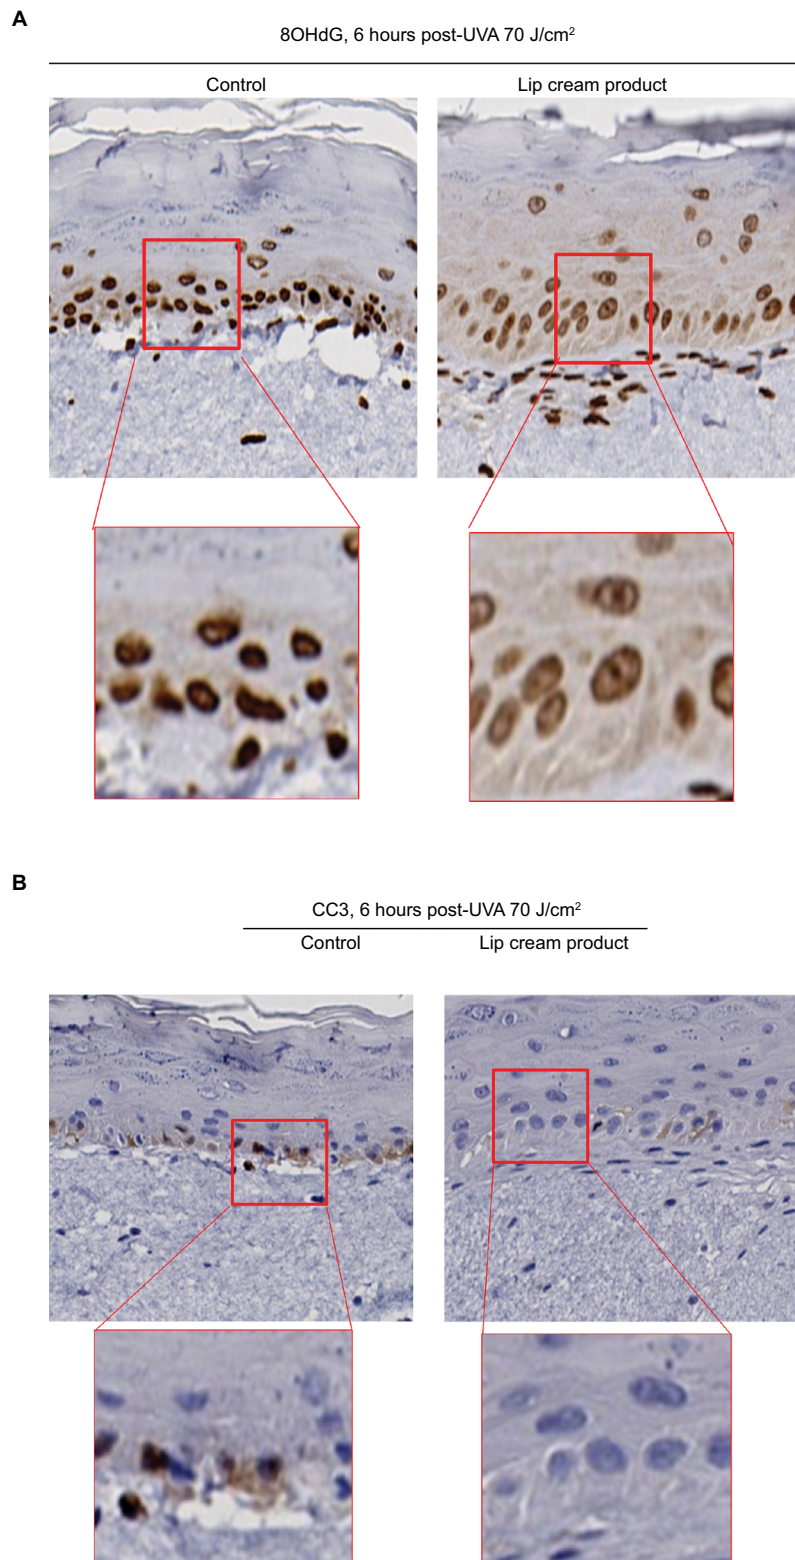 A
8OHdG, 6 hours post-UVA 70 J/cm²
Control
Lip cream product
B
CC3, 6 hours post-UVA 70 J/cm²
Control
Lip cream product